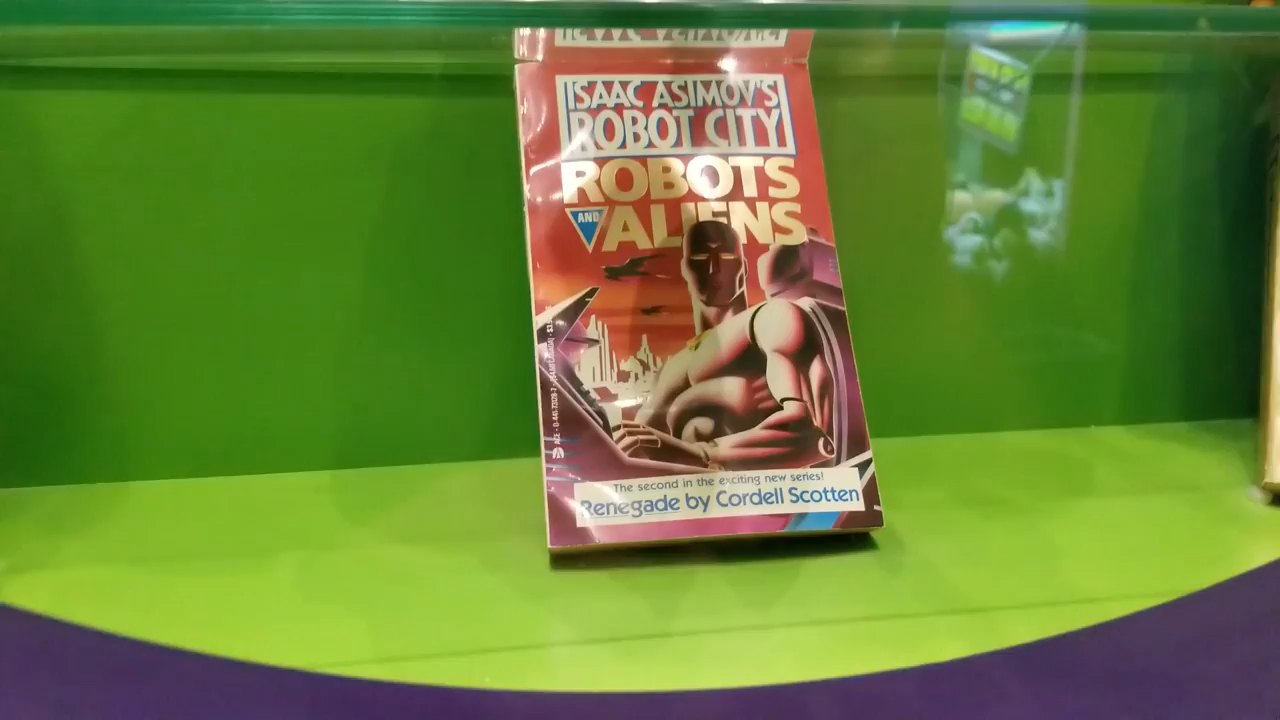 ISAAC ASIMOV'S
ROBOT CITY
ROBOTS
AND ALIENS
The second in the exciting new series!
Renegade by Cordell Scotten